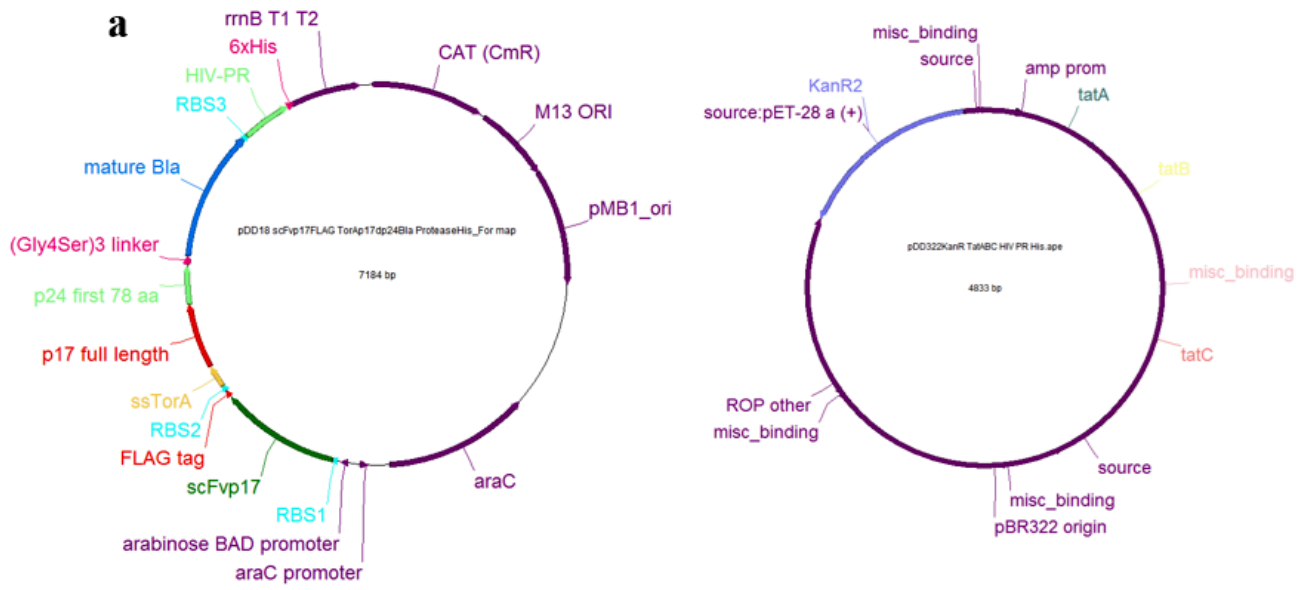 a
rrnB T1 T2
6xHis
HIV-PR
RBS3
mature Bla
(Gly4Ser)3 linker
p24 first 78 aa
p17 full length
ssTorA
RBS2
FLAG tag
scFvp17
RBS1
arabinose BAD promoter
araC promoter
araC
pMB1_ori
M13 ORI
CAT (CmR)
pDD18 scFvp17FLAG TorAp17dp24Bla ProteaseHis_For map
7184 bp
misc_binding
source
KanR2
source:pET-28 a (+)
amp prom
tatA
tatB
misc_binding
tatC
source
misc_binding
pBR322 origin
ROP other
misc_binding
pDD322KanR TatABC HIV PR His.ape
4833 bp